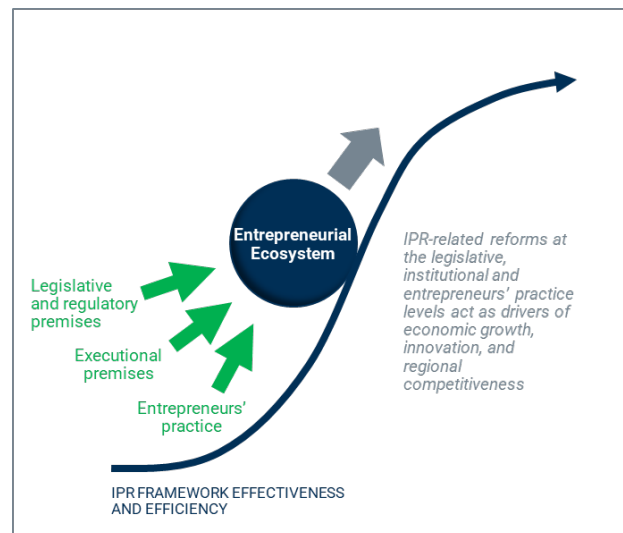 Entrepreneurial
Ecosystem
Legislative
and regulatory
premises
Executional
premises
Entrepreneurs’
practice
IPR-related reforms at
the legislative,
institutional and
entrepreneurs’ practice
levels act as drivers of
economic growth,
innovation, and
regional
competitiveness
IPR FRAMEWORK EFFECTIVENESS
AND EFFICIENCY